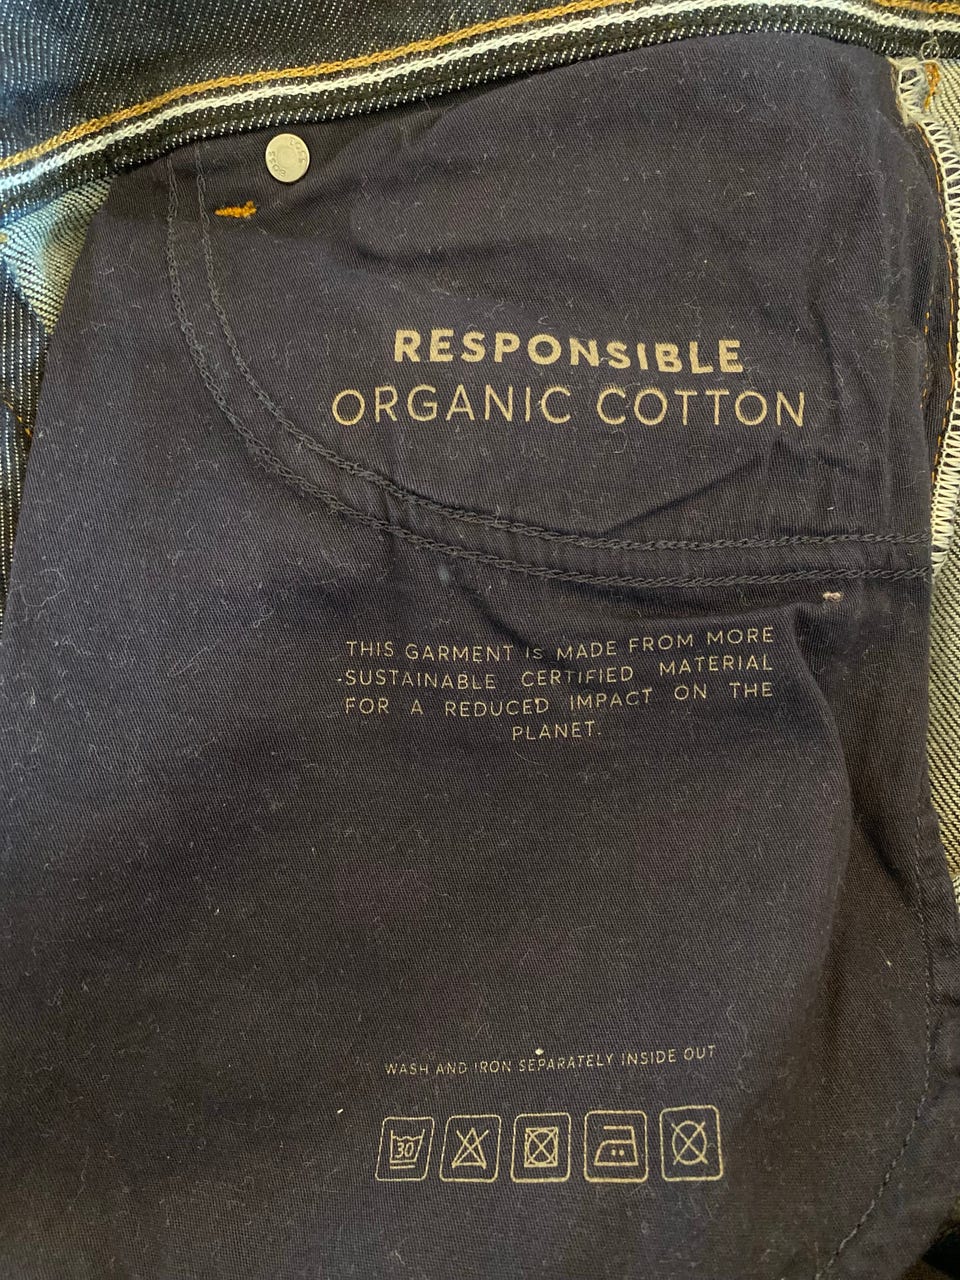 RESPONSIBLE
ORGANIC COTTON
THIS GARMENT IS MADE FROM MORE
-SUSTAINABLE CERTIFIED MATERIAL
FOR A REDUCED IMPACT ON THE
PLANET.
WASH AND IRON SEPARATELY INSIDE OUT
30